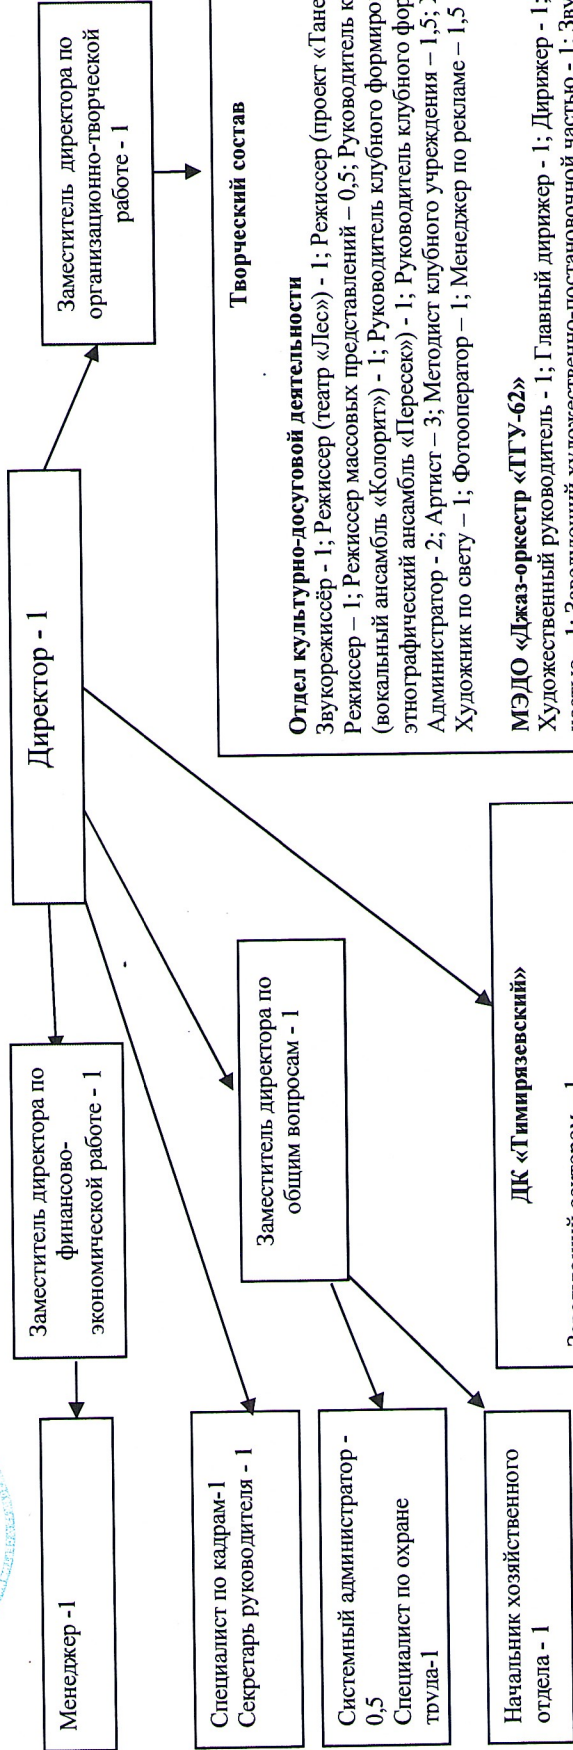 Директор - 1
Менеджер -1
Заместитель директора по
финансово-
экономической работе - 1
Заместитель директора по
организационно-творческой
работе - 1
Специалист по кадрам-1
Секретарь руководителя - 1
Заместитель директора по
общим вопросам - 1
Системный администратор -
0,5
Специалист по охране
труда-1
Начальник хозяйственного
отдела - 1
ДК «Тимирязевский»
Творческий состав
Отдел культурно-досуговой деятельности
Звукорежиссёр - 1; Режиссер (театр «Лес») - 1; Режиссер (проект «Тане
Режиссер – 1; Режиссер массовых представлений – 0,5; Руководитель к
(вокальный ансамбль «Колорит») - 1; Руководитель клубного формиро
этнографический ансамбль «Пересек») - 1; Руководитель клубного фор
Администратор - 2; Артист – 3; Методист клубного учреждения – 1,5;
Художник по свету – 1; Фотооператор – 1; Менеджер по рекламе – 1,5
МЭДО «Джаз-оркестр «ТГУ-62»
Художественный руководитель - 1; Главный дирижер - 1; Дирижер - 1;
художественно-постановочной частью - 1; Зву